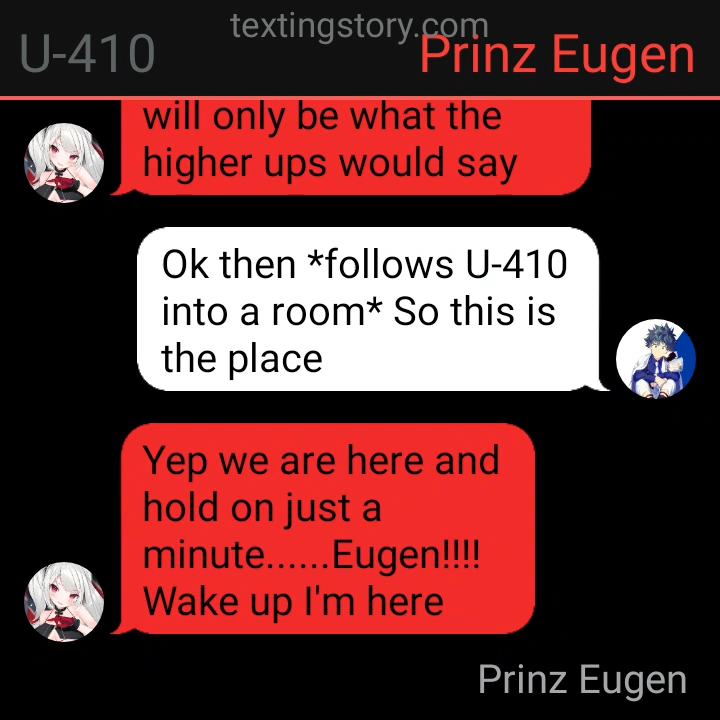 textingstory.com
U-410
Prinz Eugen
will only be what the
higher ups would say
Ok then *follows U-410
into a room* So this is
the place
Yep we are here and
hold on just a
minute......Eugen!!!!
Wake up I'm here
Prinz Eugen